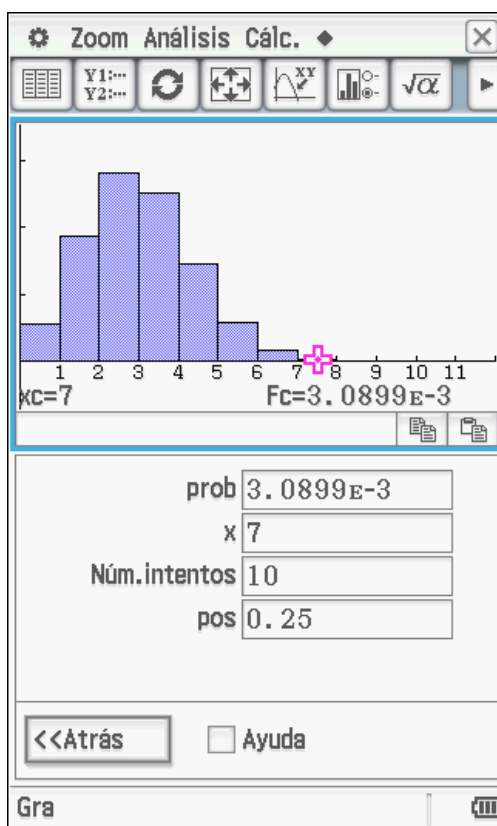 Zoom Análisis Cálc. ◆
Y1:⋯ Y2:⋯ XY √α
1 2 3 4 5 6 7 8 9 10 11
xc=7 Fc=3.0899E-3
prob 3.0899E-3
x 7
Núm.intentos 10
pos 0.25
<<Atrás Ayuda
Gra